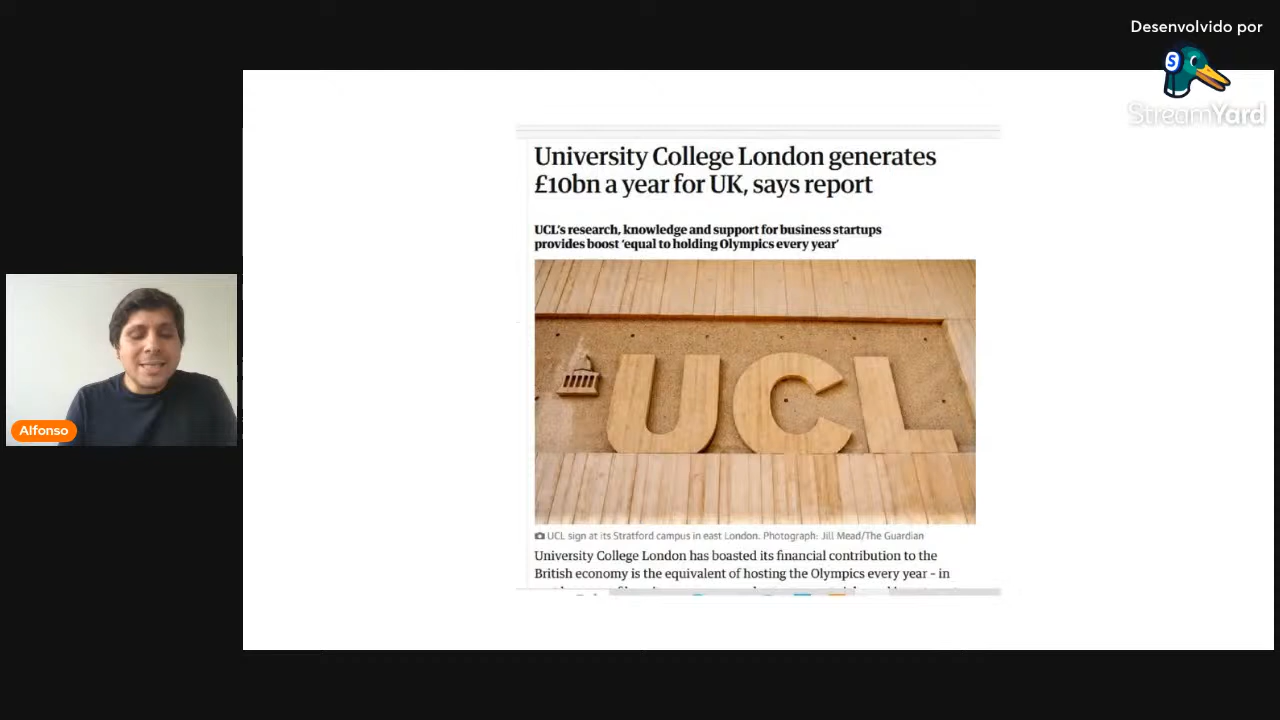 Desenvolvido por
StreamYard
University College London generates
£10bn a year for UK, says report
UCL's research, knowledge and support for business startups
provides boost 'equal to holding Olympics every year'
UCL
UCL sign at its Stratford campus in east London. Photograph: Jill Mead/The Guardian
University College London has boasted its financial contribution to the
British economy is the equivalent of hosting the Olympics every year – in
Alfonso